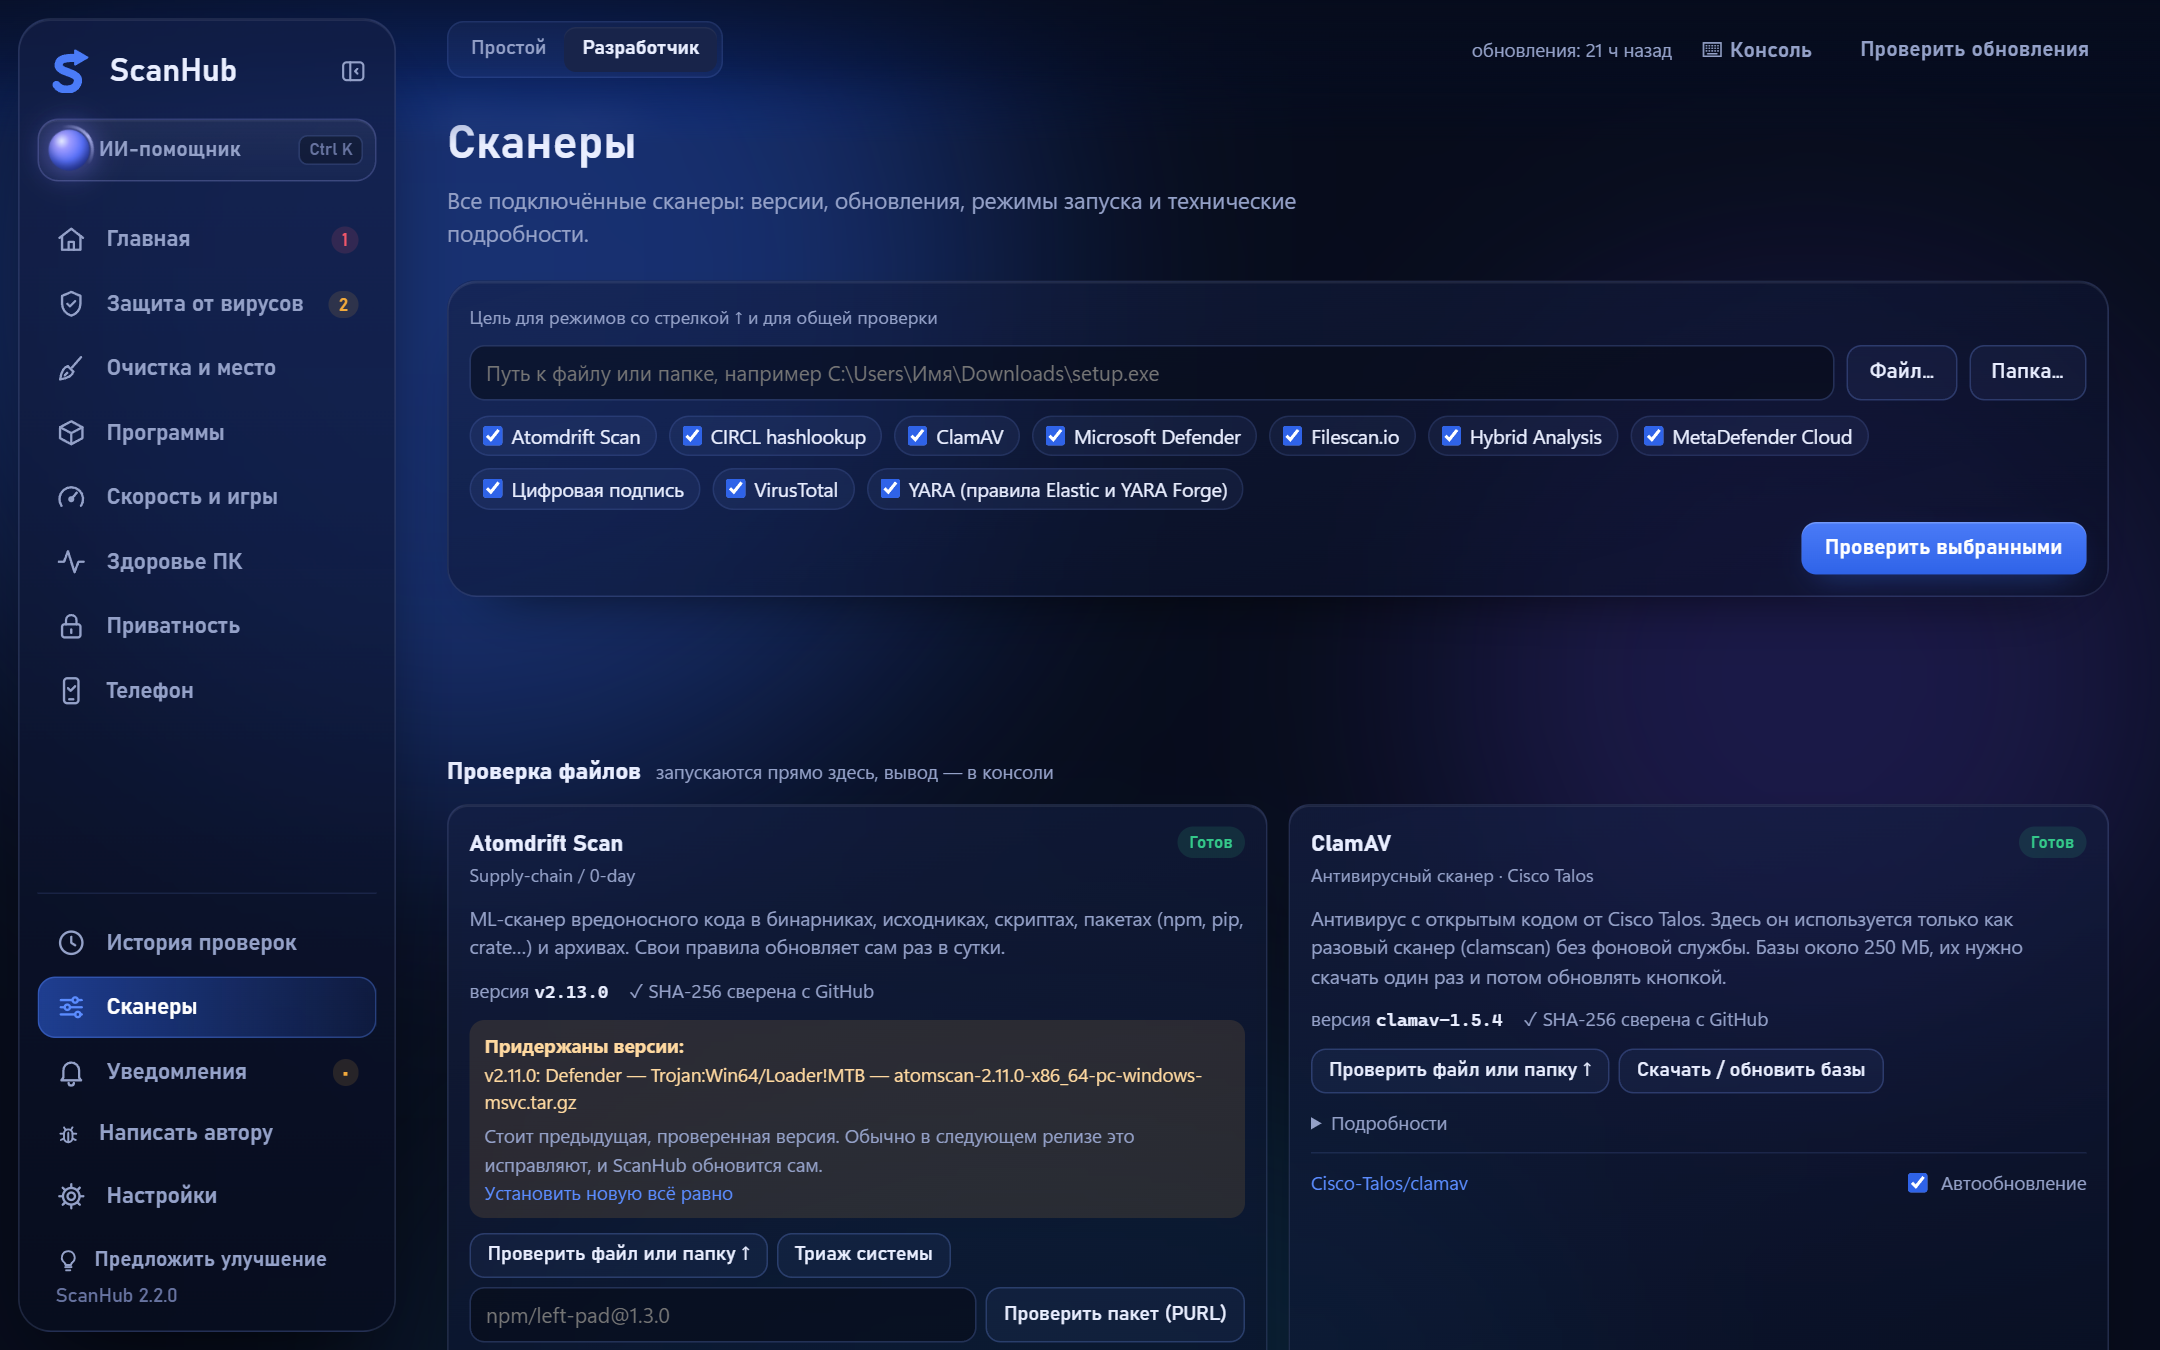 ScanHub
ИИ-помощник Ctrl K
Главная 1
Защита от вирусов 2
Очистка и место
Программы
Скорость и игры
Здоровье ПК
Приватность
Телефон
История проверок
Сканеры
Уведомления
Написать автору
Настройки
Предложить улучшение
ScanHub 2.2.0
Простой Разработчик
обновления: 21 ч назад Консоль Проверить обновления
Сканеры
Все подключённые сканеры: версии, обновления, режимы запуска и технические
подробности.
Цель для режимов со стрелкой ↑ и для общей проверки
Путь к файлу или папке, например C:\Users\Имя\Downloads\setup.exe Файл… Папка…
Atomdrift Scan CIRCL hashlookup ClamAV Microsoft Defender Filescan.io Hybrid Analysis MetaDefender Cloud
Цифровая подпись VirusTotal YARA (правила Elastic и YARA Forge)
Проверить выбранными
Проверка файлов запускаются прямо здесь, вывод — в консоли
Atomdrift Scan Готов
Supply-chain / 0-day
ML-сканер вредоносного кода в бинарниках, исходниках, скриптах, пакетах (npm, pip,
crate…) и архивах. Свои правила обновляет сам раз в сутки.
версия v2.13.0 ✓ SHA-256 сверена с GitHub
Придержаны версии:
v2.11.0: Defender — Trojan:Win64/Loader!MTB — atomscan-2.11.0-x86_64-pc-windows-
msvc.tar.gz
Стоит предыдущая, проверенная версия. Обычно в следующем релизе это
исправляют, и ScanHub обновится сам.
Установить новую всё равно
Проверить файл или папку ↑ Триаж системы
npm/left-pad@1.3.0 Проверить пакет (PURL)
ClamAV Готов
Антивирусный сканер · Cisco Talos
Антивирус с открытым кодом от Cisco Talos. Здесь он используется только как
разовый сканер (clamscan) без фоновой службы. Базы около 250 МБ, их нужно
скачать один раз и потом обновлять кнопкой.
версия clamav-1.5.4 ✓ SHA-256 сверена с GitHub
Проверить файл или папку ↑ Скачать / обновить базы
▶ Подробности
Cisco-Talos/clamav Автообновление